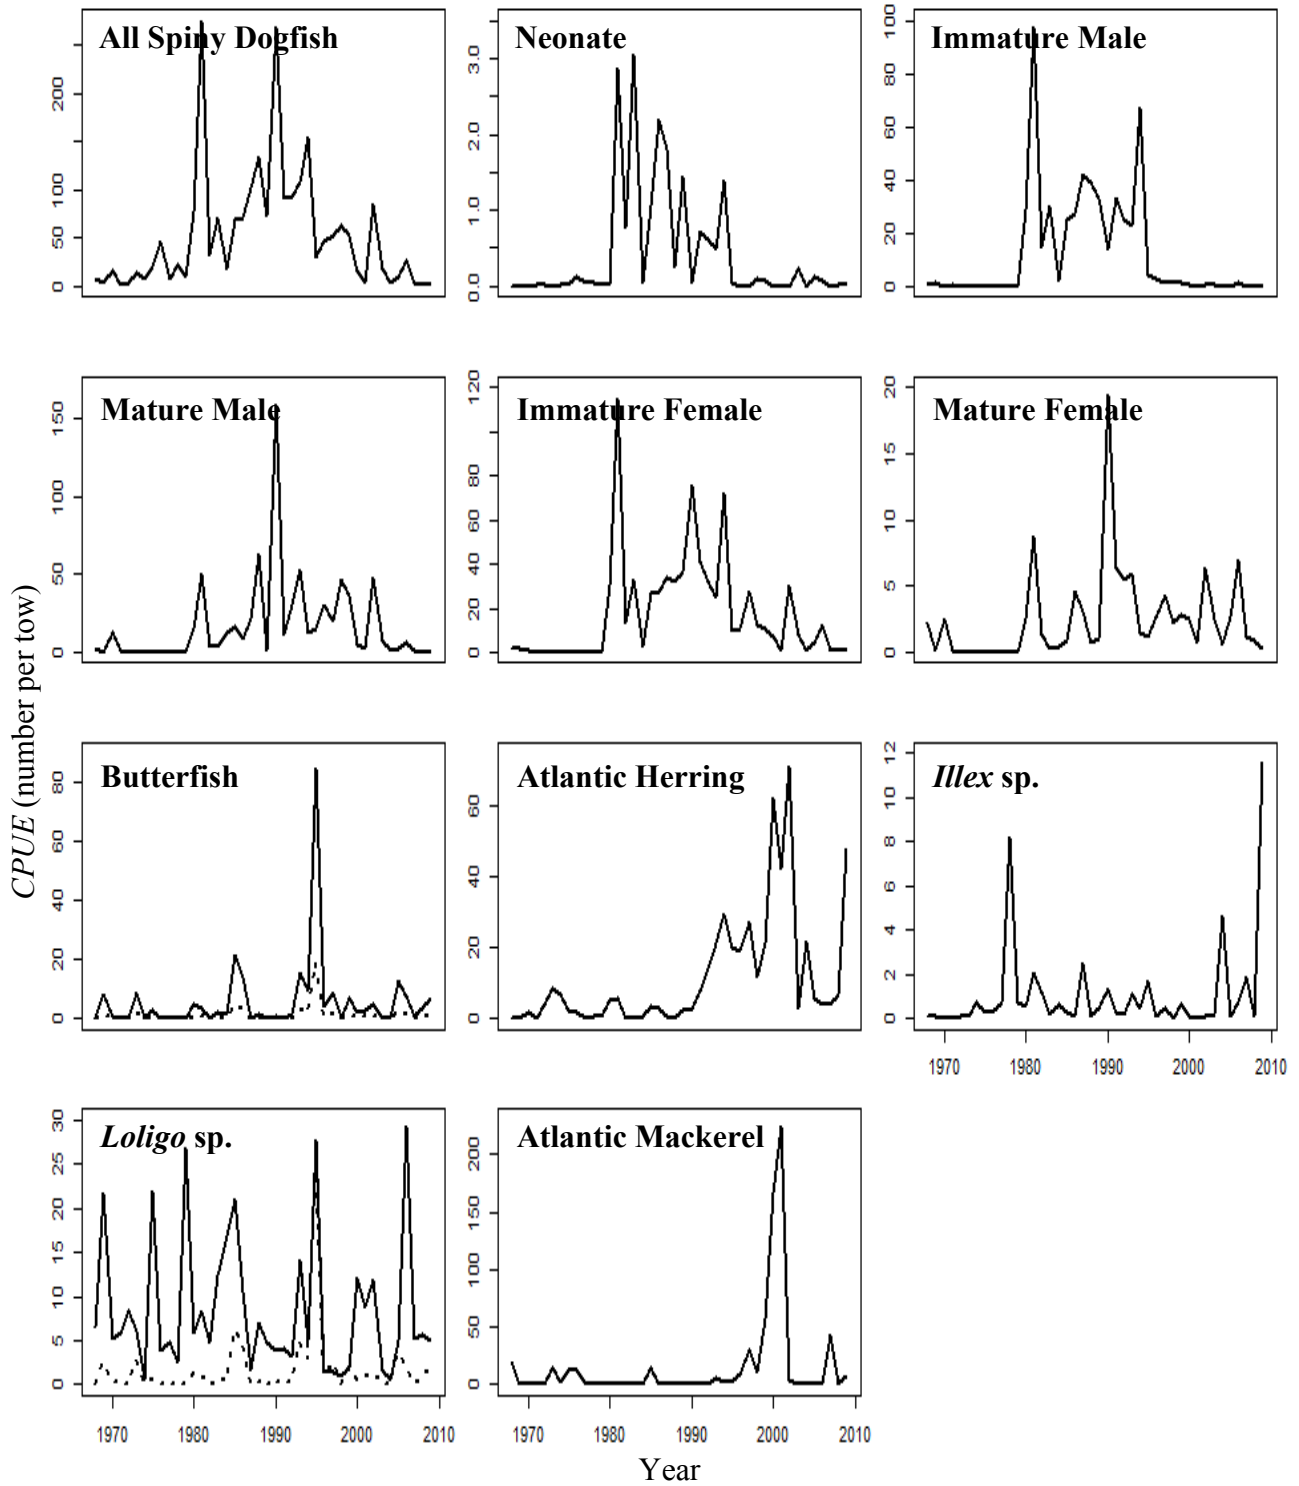 All Spiny Dogfish
0 50 100 200
Neonate
0.0 1.0 2.0 3.0
Immature Male
0 20 40 60 80 100
Mature Male
0 50 100 150
Immature Female
0 20 40 60 80 120
Mature Female
0 5 10 15 20
CPUE (number per tow)
Butterfish
0 20 40 60 80
Atlantic Herring
0 20 40 60
Illex sp.
0 2 4 6 8 10 12
1970 1980 1990 2000 2010
Loligo sp.
0 5 10 15 20 25 30
1970 1980 1990 2000 2010
Atlantic Mackerel
0 50 100 150 200
1970 1980 1990 2000 2010
Year